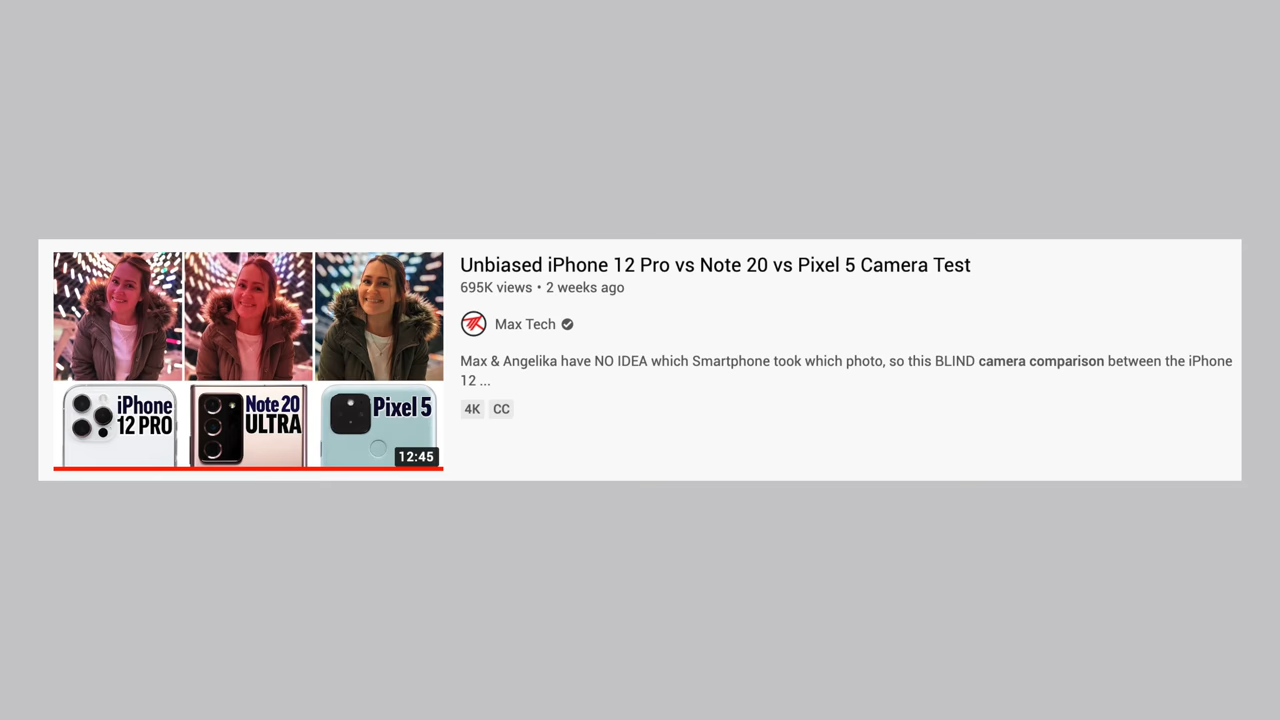 Unbiased iPhone 12 Pro vs Note 20 vs Pixel 5 Camera Test
695K views • 2 weeks ago
Max Tech
Max & Angelika have NO IDEA which Smartphone took which photo, so this BLIND camera comparison between the iPhone
12 ...
4K CC
iPhone
12 PRO
Note 20
ULTRA
Pixel 5
12:45